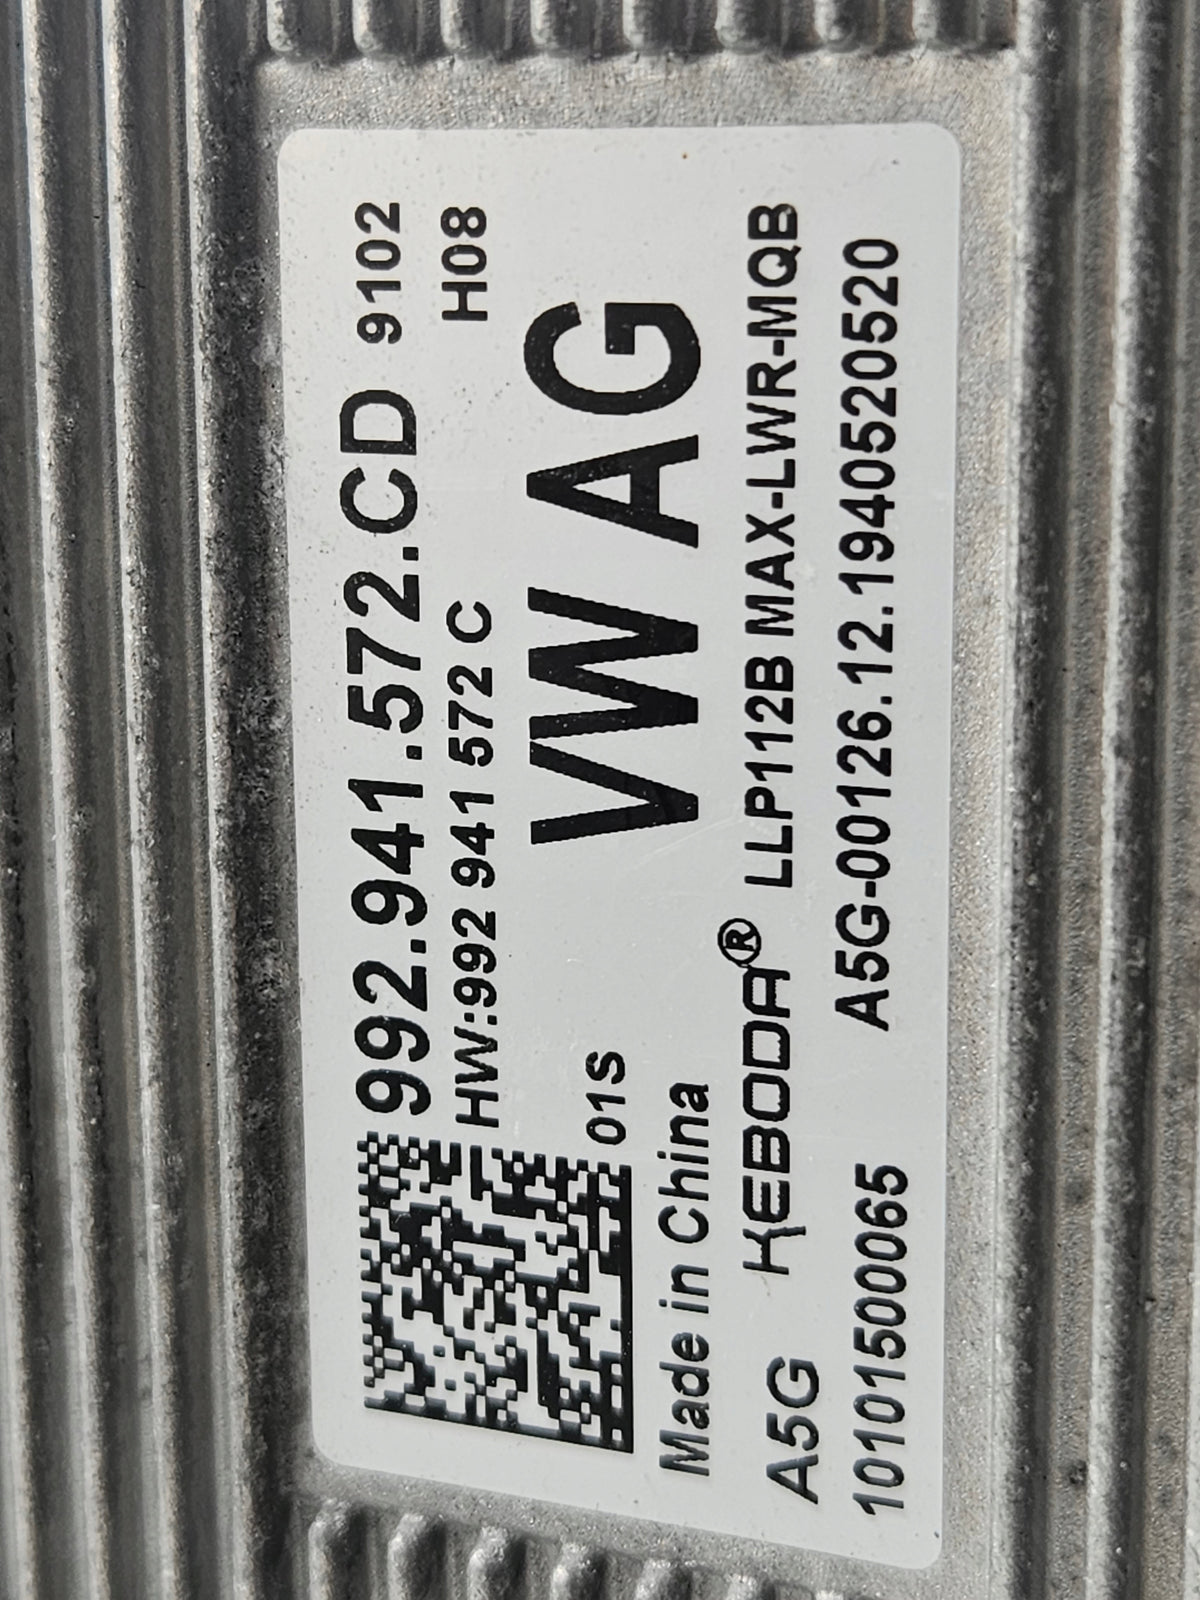 992.941.572.CD 9102
HW:992 941 572 C H08
VW AG
01S
Made in China
A5G KEBODA® LLP112B MAX-LWR-MQB
10101500065 A5G-00126.12.1940520520